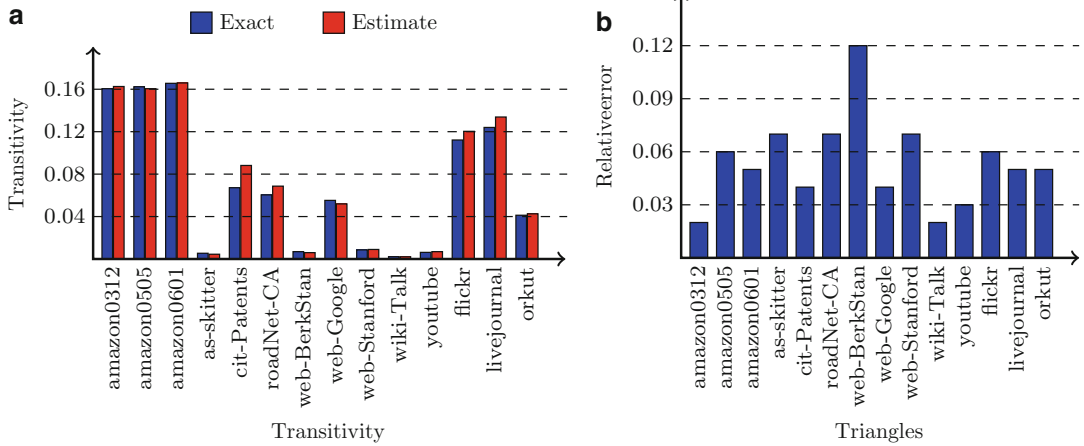 a
Exact
Estimate
Transitivity
0.16
0.12
0.08
0.04
amazon0312
amazon0505
amazon0601
as-skitter
cit-Patents
roadNet-CA
web-BerkStan
web-Google
web-Stanford
wiki-Talk
youtube
flickr
livejournal
orkut
Transitivity
b
Relativeerror
0.12
0.09
0.06
0.03
amazon0312
amazon0505
amazon0601
as-skitter
cit-Patents
roadNet-CA
web-BerkStan
web-Google
web-Stanford
wiki-Talk
youtube
flickr
livejournal
orkut
Triangles